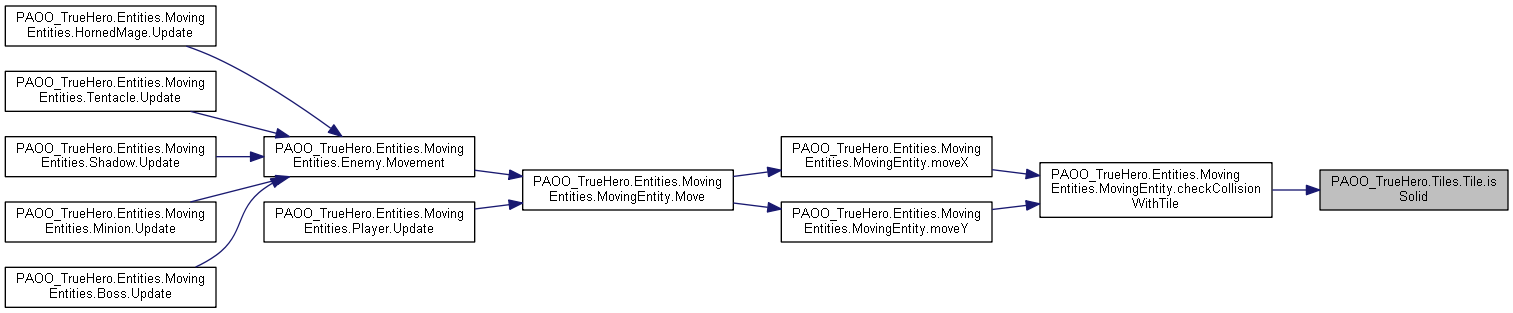 PAOO_TrueHero.Entities.Moving
Entities.HornedMage.Update
PAOO_TrueHero.Entities.Moving
Entities.Tentacle.Update
PAOO_TrueHero.Entities.Moving
Entities.Shadow.Update
PAOO_TrueHero.Entities.Moving
Entities.Minion.Update
PAOO_TrueHero.Entities.Moving
Entities.Boss.Update
PAOO_TrueHero.Entities.Moving
Entities.Enemy.Movement
PAOO_TrueHero.Entities.Moving
Entities.Player.Update
PAOO_TrueHero.Entities.Moving
Entities.MovingEntity.Move
PAOO_TrueHero.Entities.Moving
Entities.MovingEntity.moveX
PAOO_TrueHero.Entities.Moving
Entities.MovingEntity.moveY
PAOO_TrueHero.Entities.Moving
Entities.MovingEntity.checkCollision
WithTile
PAOO_TrueHero.Tiles.Tile.is
Solid